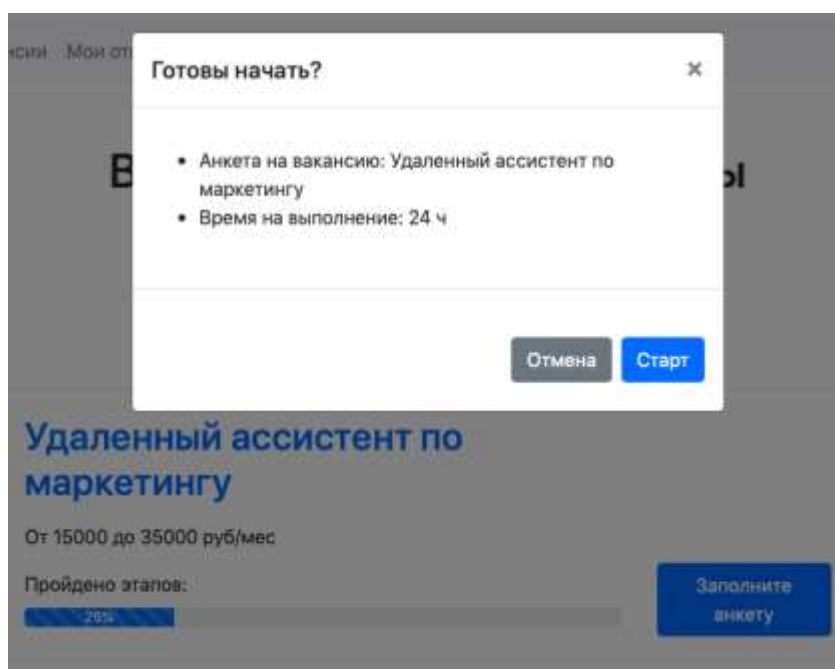 Мои от
Готовы начать?
×
• Анкета на вакансию: Удаленный ассистент по
маркетингу
• Время на выполнение: 24 ч
Отмена Старт
Удаленный ассистент по
маркетингу
От 15000 до 35000 руб/мес
Пройдено этапов:
25%
Заполните
анкету